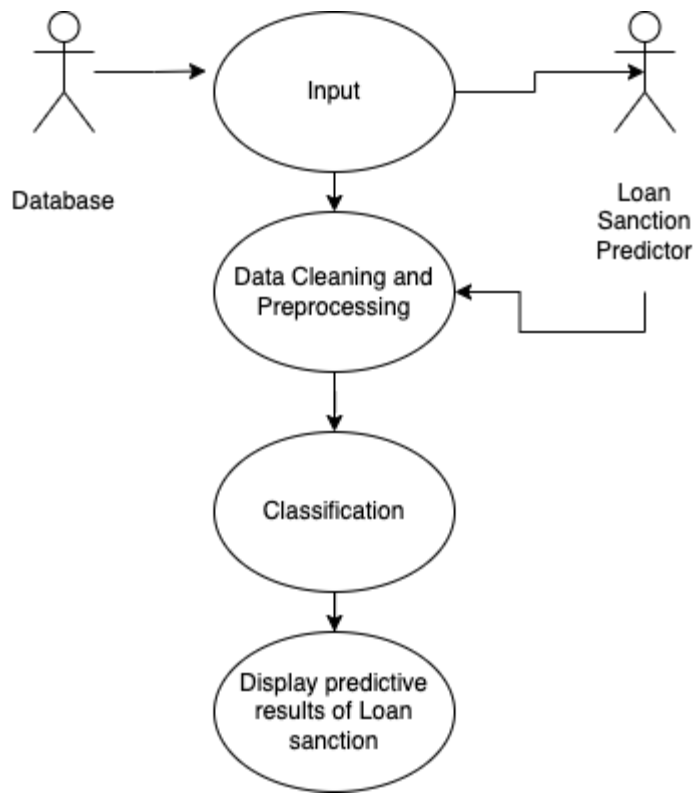 Input
Database
Loan
Sanction
Predictor
Data Cleaning and
Preprocessing
Classification
Display predictive
results of Loan
sanction